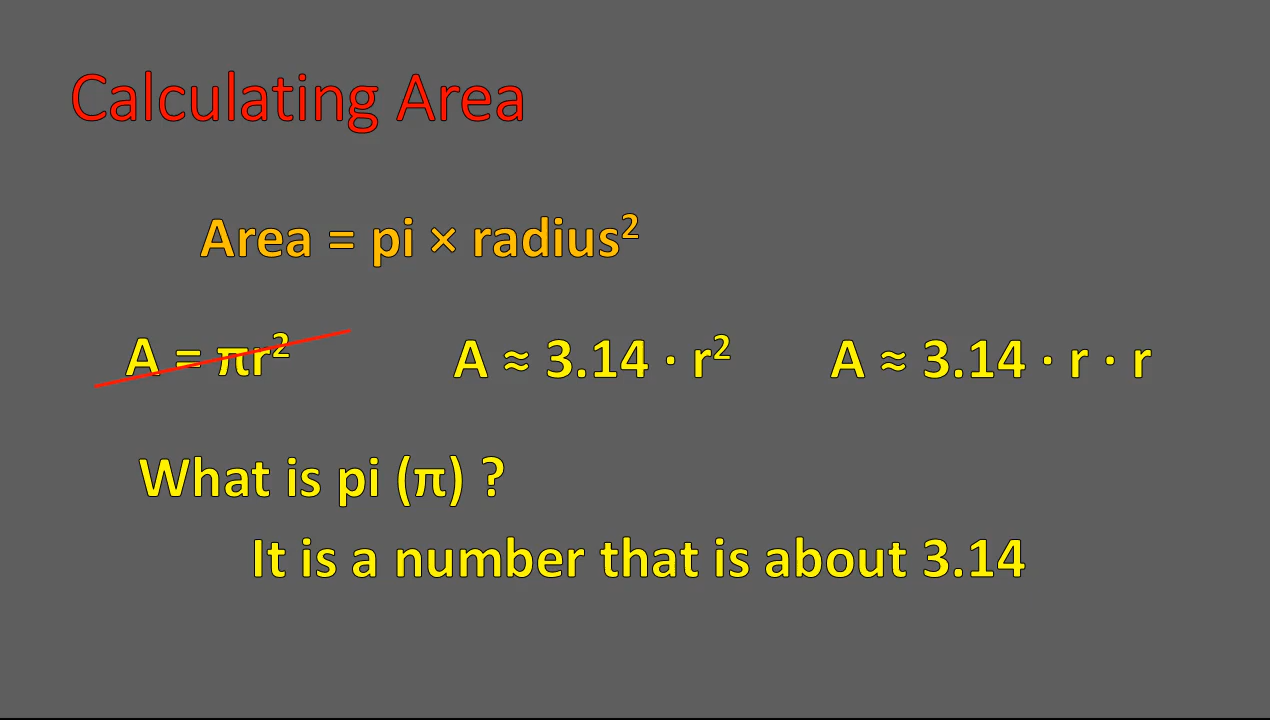 Calculating Area
Area = pi × radius²
A = πr² A ≈ 3.14 · r² A ≈ 3.14 · r · r
What is pi (π) ?
It is a number that is about 3.14